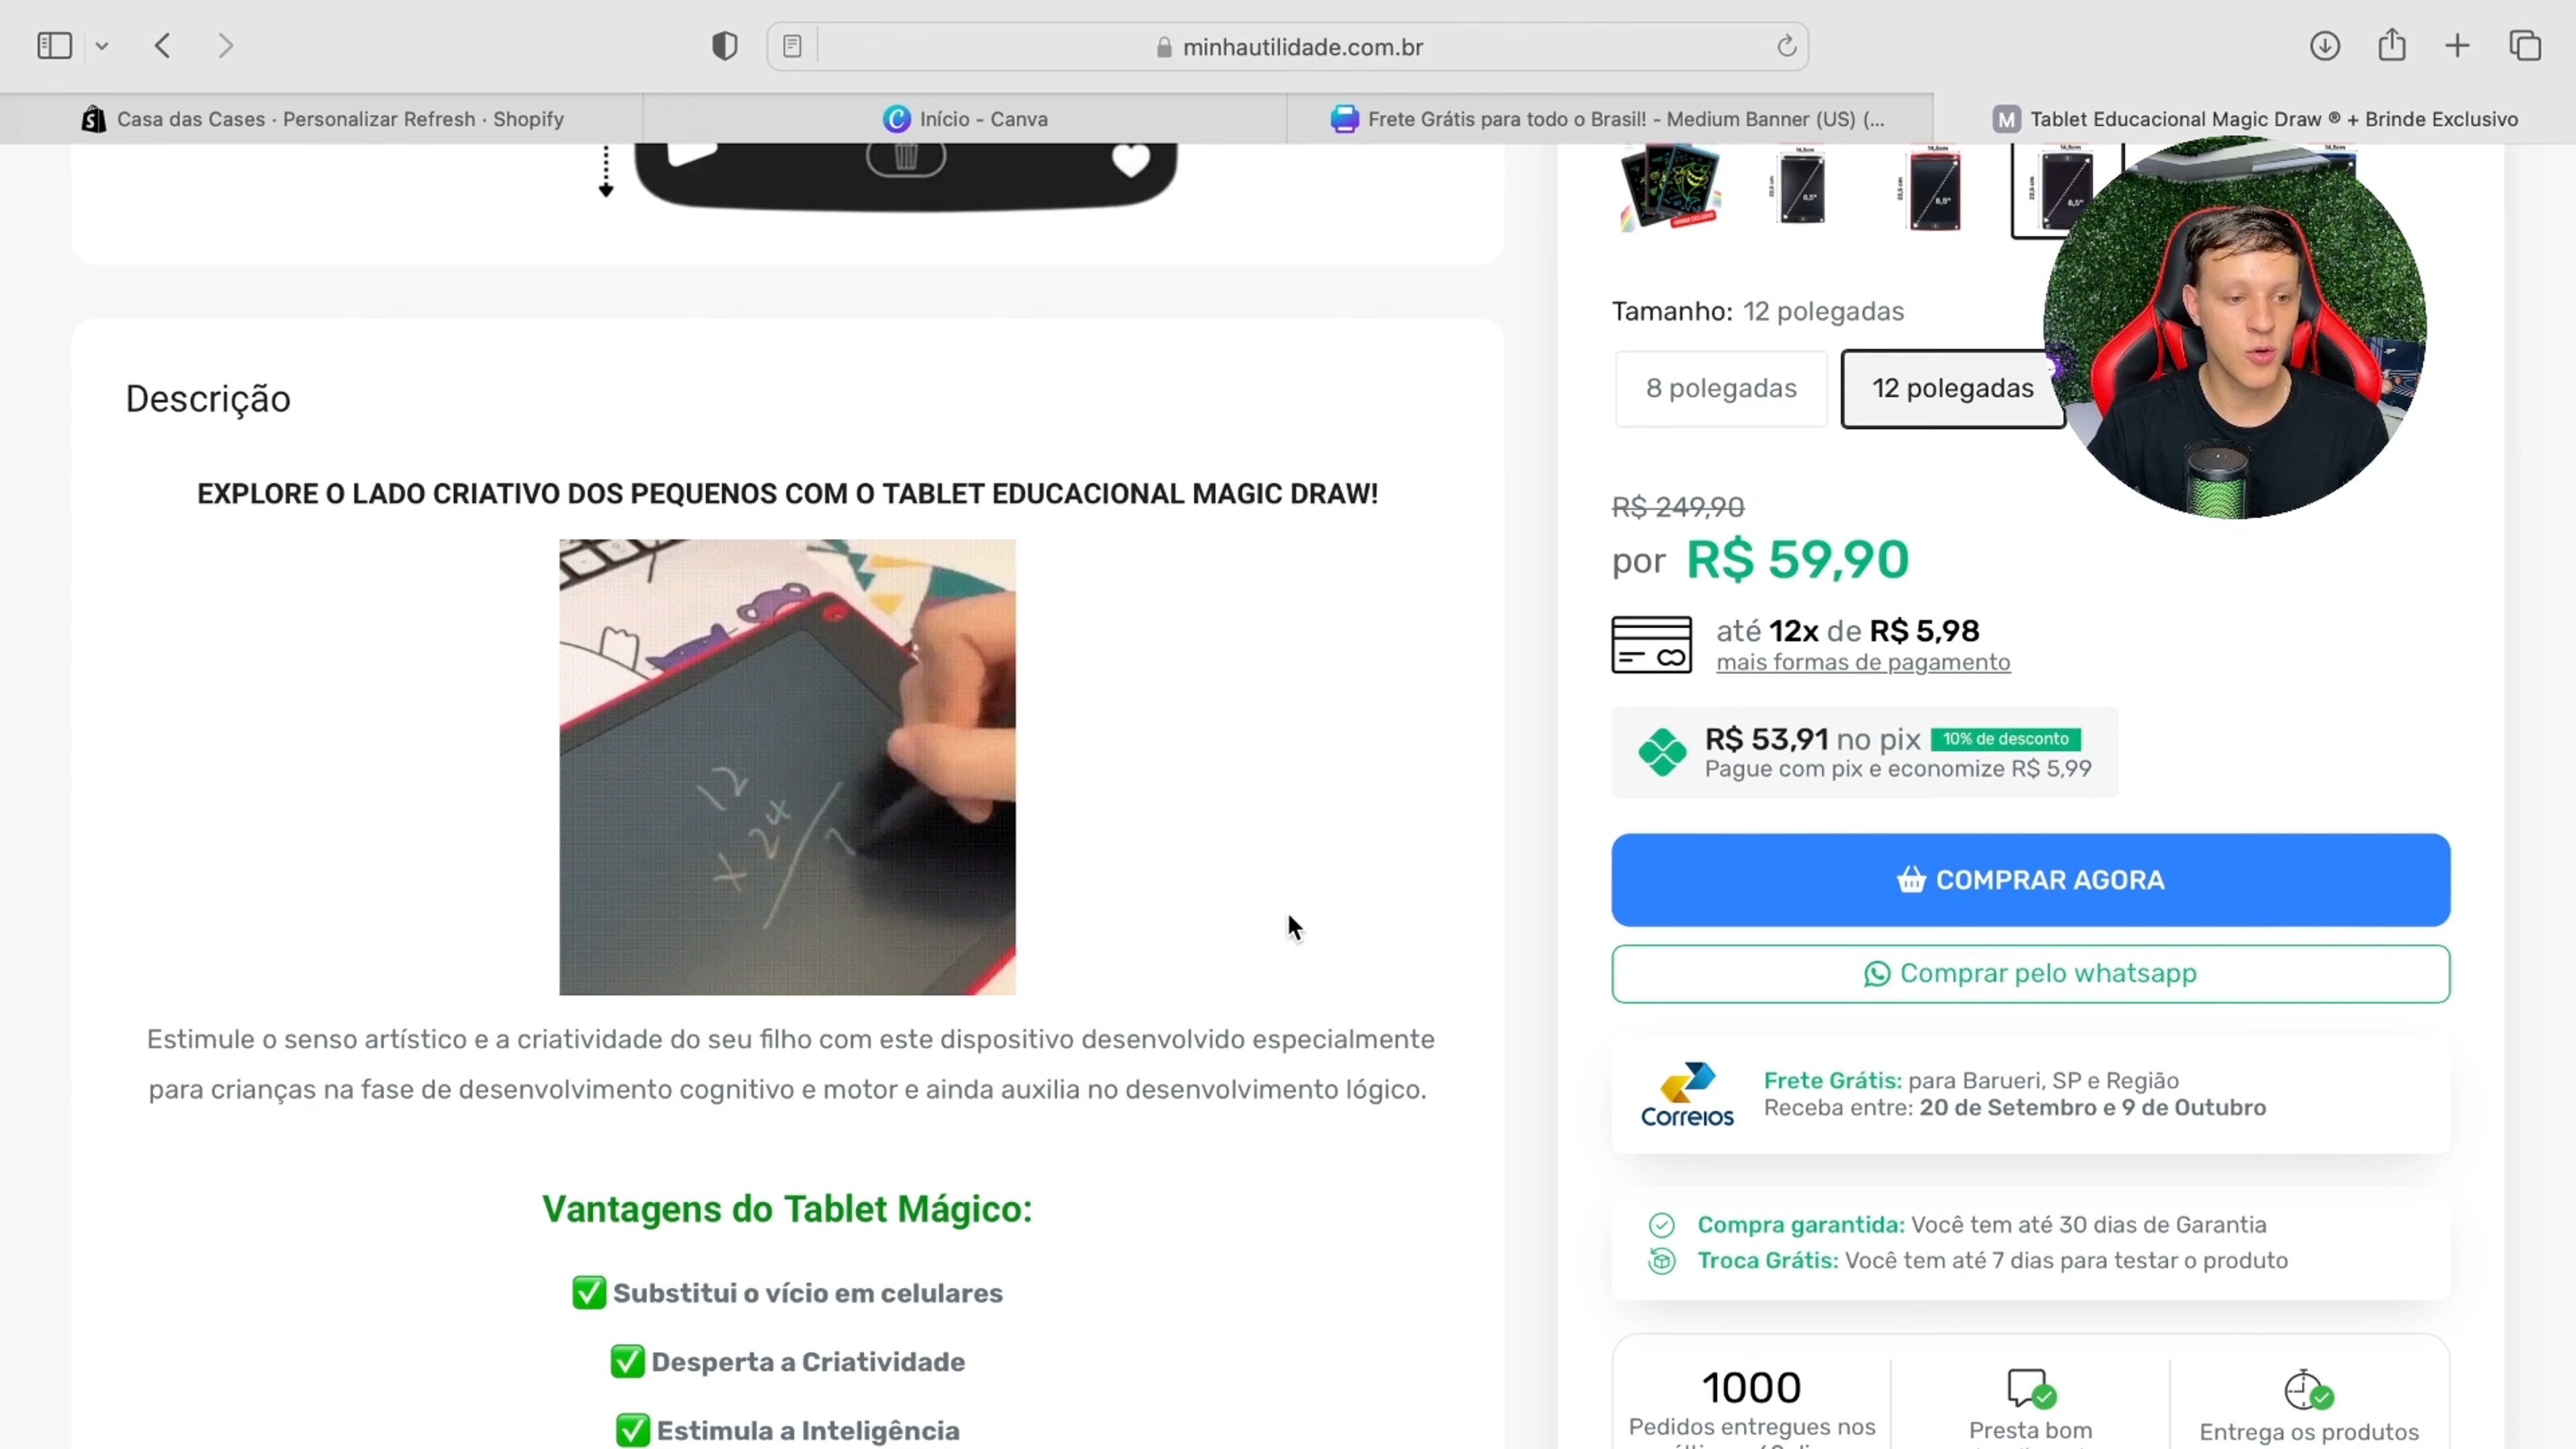 minhautilidade.com.br
Casa das Cases · Personalizar Refresh · Shopify
Início - Canva
Frete Grátis para todo o Brasil! - Medium Banner (US) (...
M Tablet Educacional Magic Draw ® + Brinde Exclusivo
Descrição
EXPLORE O LADO CRIATIVO DOS PEQUENOS COM O TABLET EDUCACIONAL MAGIC DRAW!
12
+ 24
Estimule o senso artístico e a criatividade do seu filho com este dispositivo desenvolvido especialmente
para crianças na fase de desenvolvimento cognitivo e motor e ainda auxilia no desenvolvimento lógico.
Vantagens do Tablet Mágico:
✅ Substitui o vício em celulares
✅ Desperta a Criatividade
✅ Estimula a Inteligência
8,5"
8,5"
8,5"
Tamanho: 12 polegadas
8 polegadas
12 polegadas
R$ 249,90
por R$ 59,90
até 12x de R$ 5,98
mais formas de pagamento
R$ 53,91 no pix 10% de desconto
Pague com pix e economize R$ 5,99
COMPRAR AGORA
Comprar pelo whatsapp
Correios
Frete Grátis: para Barueri, SP e Região
Receba entre: 20 de Setembro e 9 de Outubro
Compra garantida: Você tem até 30 dias de Garantia
Troca Grátis: Você tem até 7 dias para testar o produto
1000
Pedidos entregues nos
Presta bom
Entrega os produtos